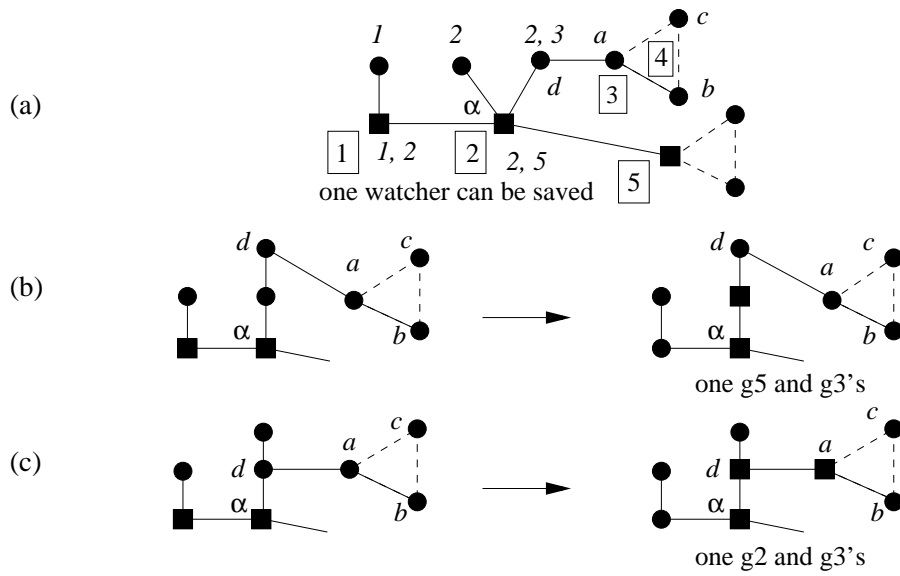 (a)
1
2
2, 3
a
c
4
d
3
b
α
1
1, 2
2
2, 5
5
one watcher can be saved
(b)
d
a
c
α
b
d
a
c
α
b
one g5 and g3's
(c)
d
a
c
α
b
d
a
c
α
b
one g2 and g3's